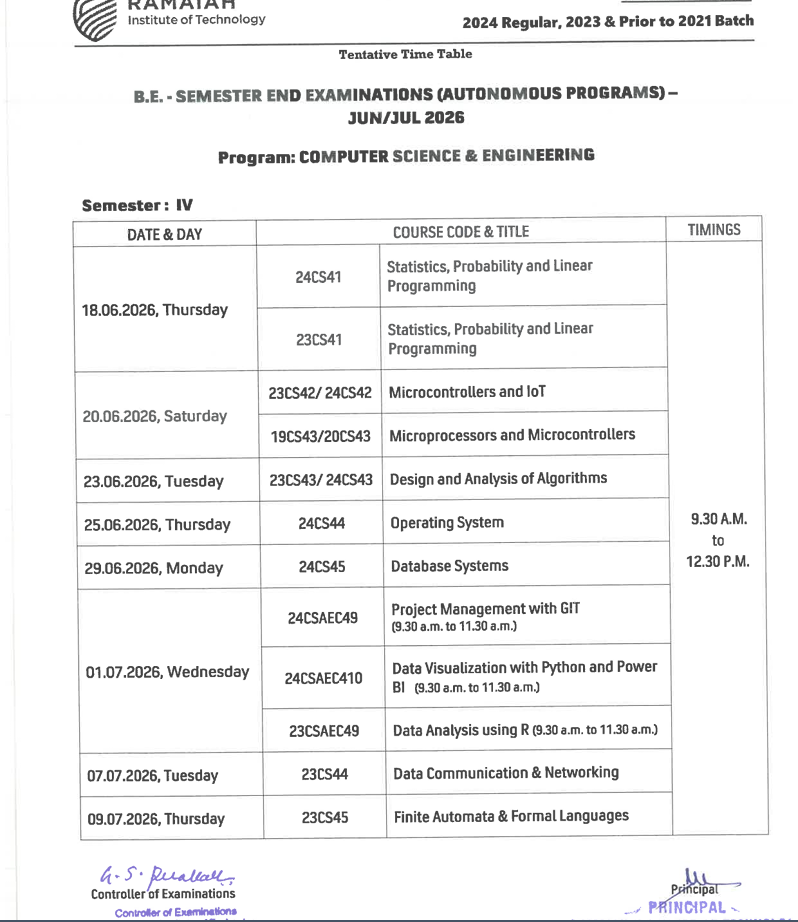 RAMAIAH
Institute of Technology
2024 Regular, 2023 & Prior to 2021 Batch
Tentative Time Table
B.E. - SEMESTER END EXAMINATIONS (AUTONOMOUS PROGRAMS) –
JUN/JUL 2026
Program: COMPUTER SCIENCE & ENGINEERING
Semester: IV
DATE & DAY COURSE CODE & TITLE TIMINGS
18.06.2026, Thursday
24CS41 Statistics, Probability and Linear
Programming
23CS41 Statistics, Probability and Linear
Programming
20.06.2026, Saturday
23CS42/ 24CS42 Microcontrollers and IoT
19CS43/20CS43 Microprocessors and Microcontrollers
23.06.2026, Tuesday 23CS43/ 24CS43 Design and Analysis of Algorithms
25.06.2026, Thursday 24CS44 Operating System
29.06.2026, Monday 24CS45 Database Systems
01.07.2026, Wednesday
24CSAEC49 Project Management with GIT
(9.30 a.m. to 11.30 a.m.)
24CSAEC410 Data Visualization with Python and Power
BI (9.30 a.m. to 11.30 a.m.)
23CSAEC49 Data Analysis using R (9.30 a.m. to 11.30 a.m.)
07.07.2026, Tuesday 23CS44 Data Communication & Networking
09.07.2026, Thursday 23CS45 Finite Automata & Formal Languages
9.30 A.M.
to
12.30 P.M.
Controller of Examinations
Controller of Examinations
Principal
PRINCIPAL